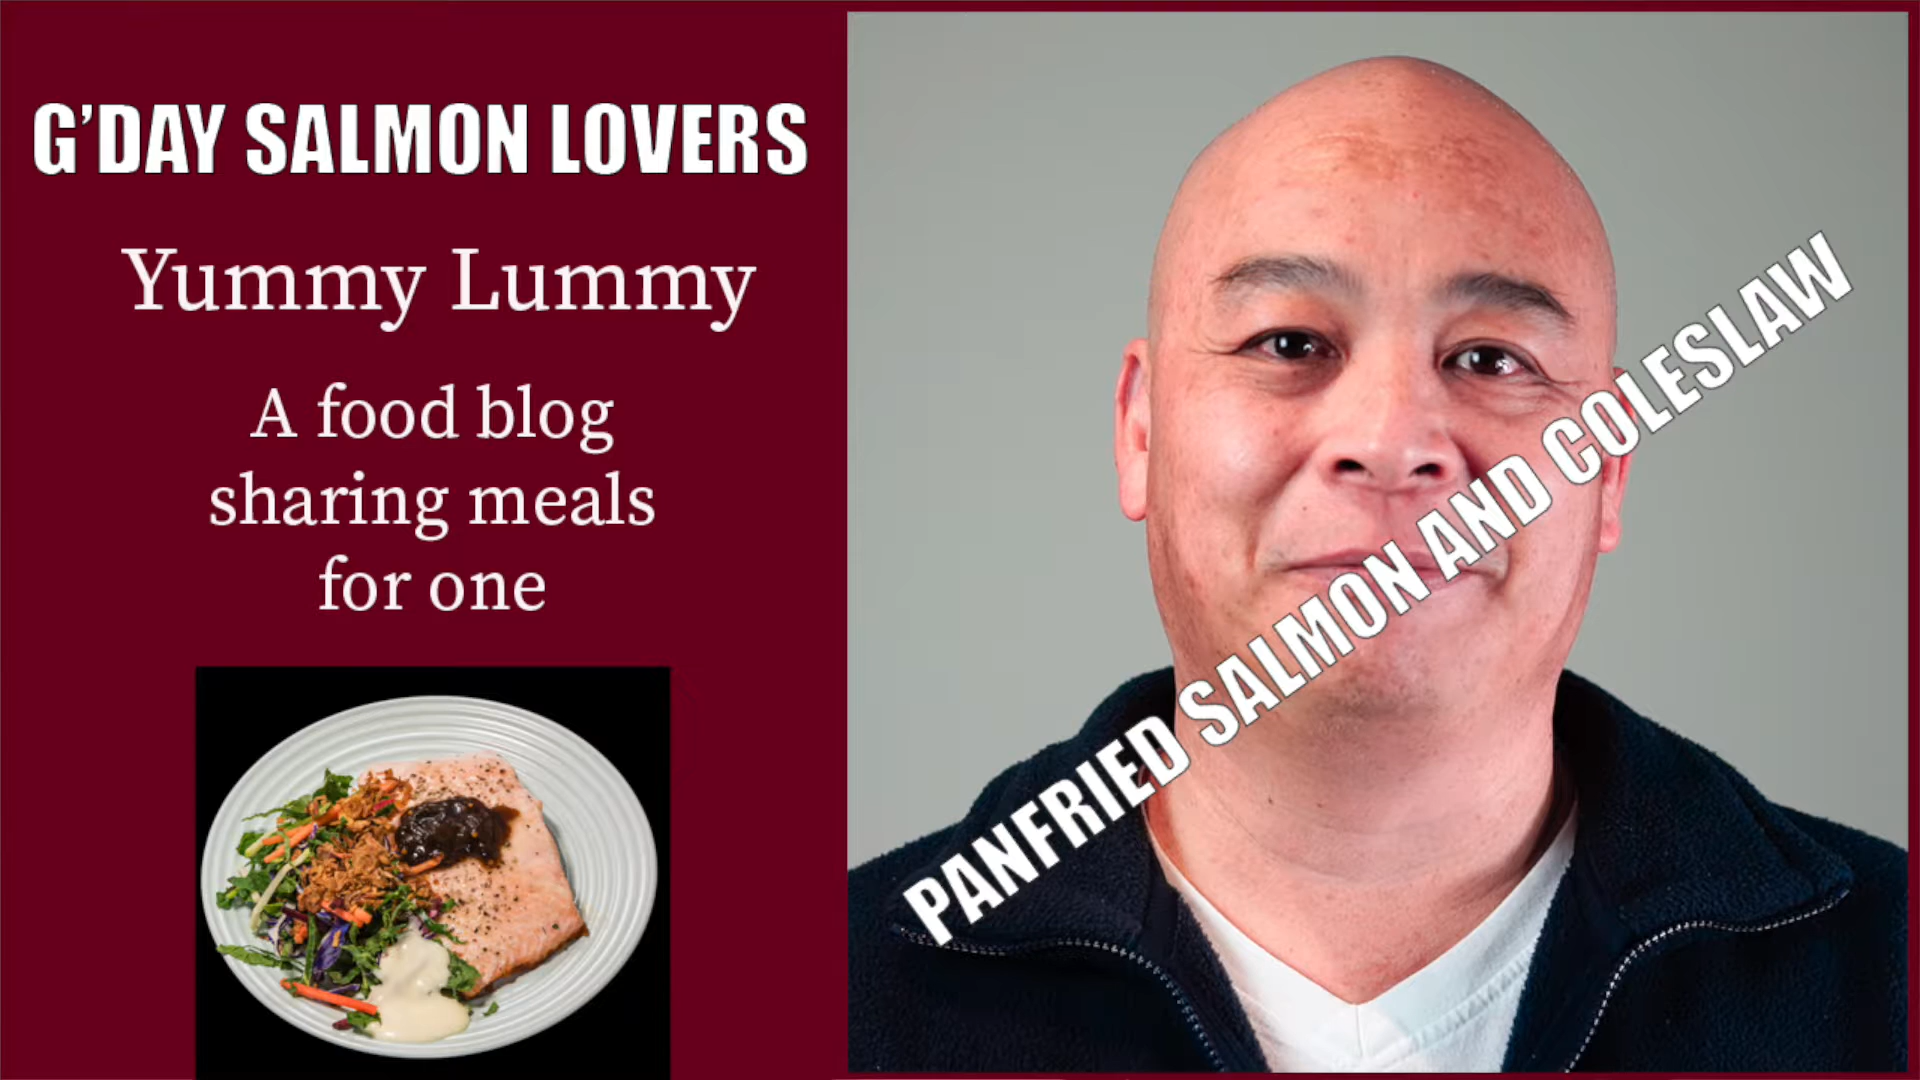 G’DAY SALMON LOVERS
Yummy Lummy
A food blog
sharing meals
for one
PANFRIED SALMON AND COLESLAW